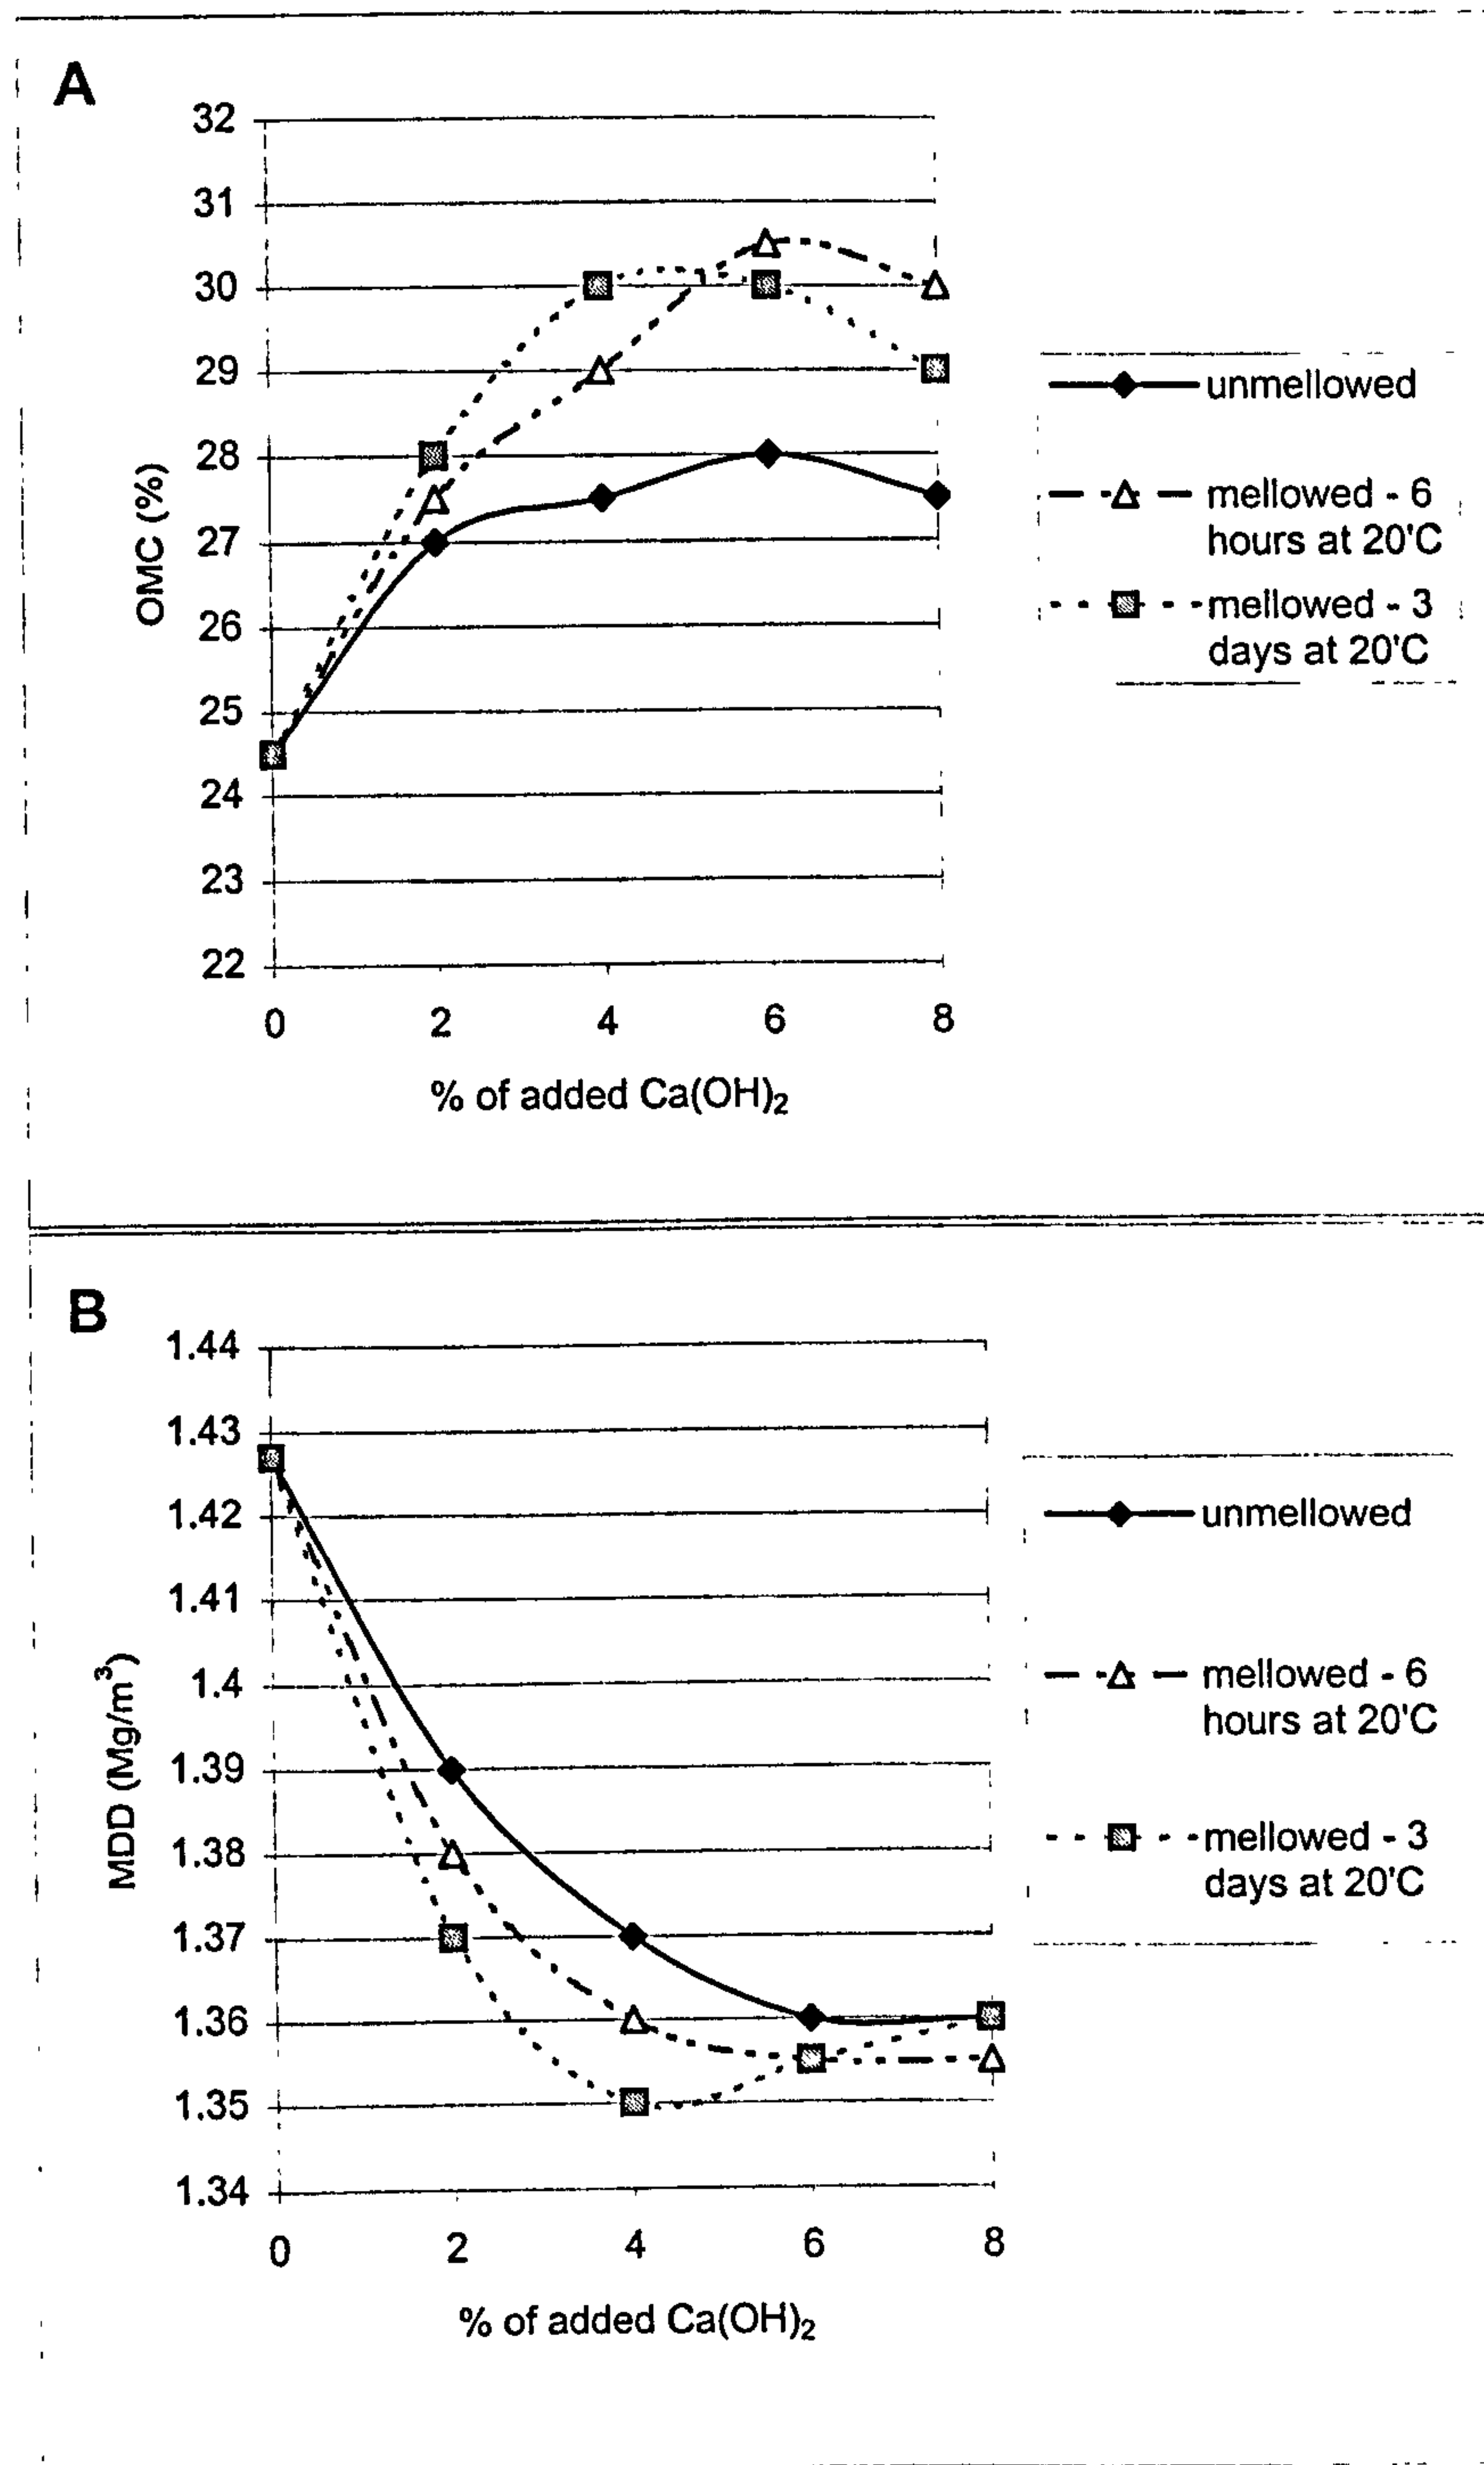 A
32
31
30
29
28
27
26
25
24
23
22
OMC (%)
0 2 4 6 8
% of added Ca(OH)₂
unmellowed
mellowed - 6
hours at 20'C
mellowed - 3
days at 20'C
B
1.44
1.43
1.42
1.41
1.4
1.39
1.38
1.37
1.36
1.35
1.34
MDD (Mg/m³)
0 2 4 6 8
% of added Ca(OH)₂
unmellowed
mellowed - 6
hours at 20'C
mellowed - 3
days at 20'C